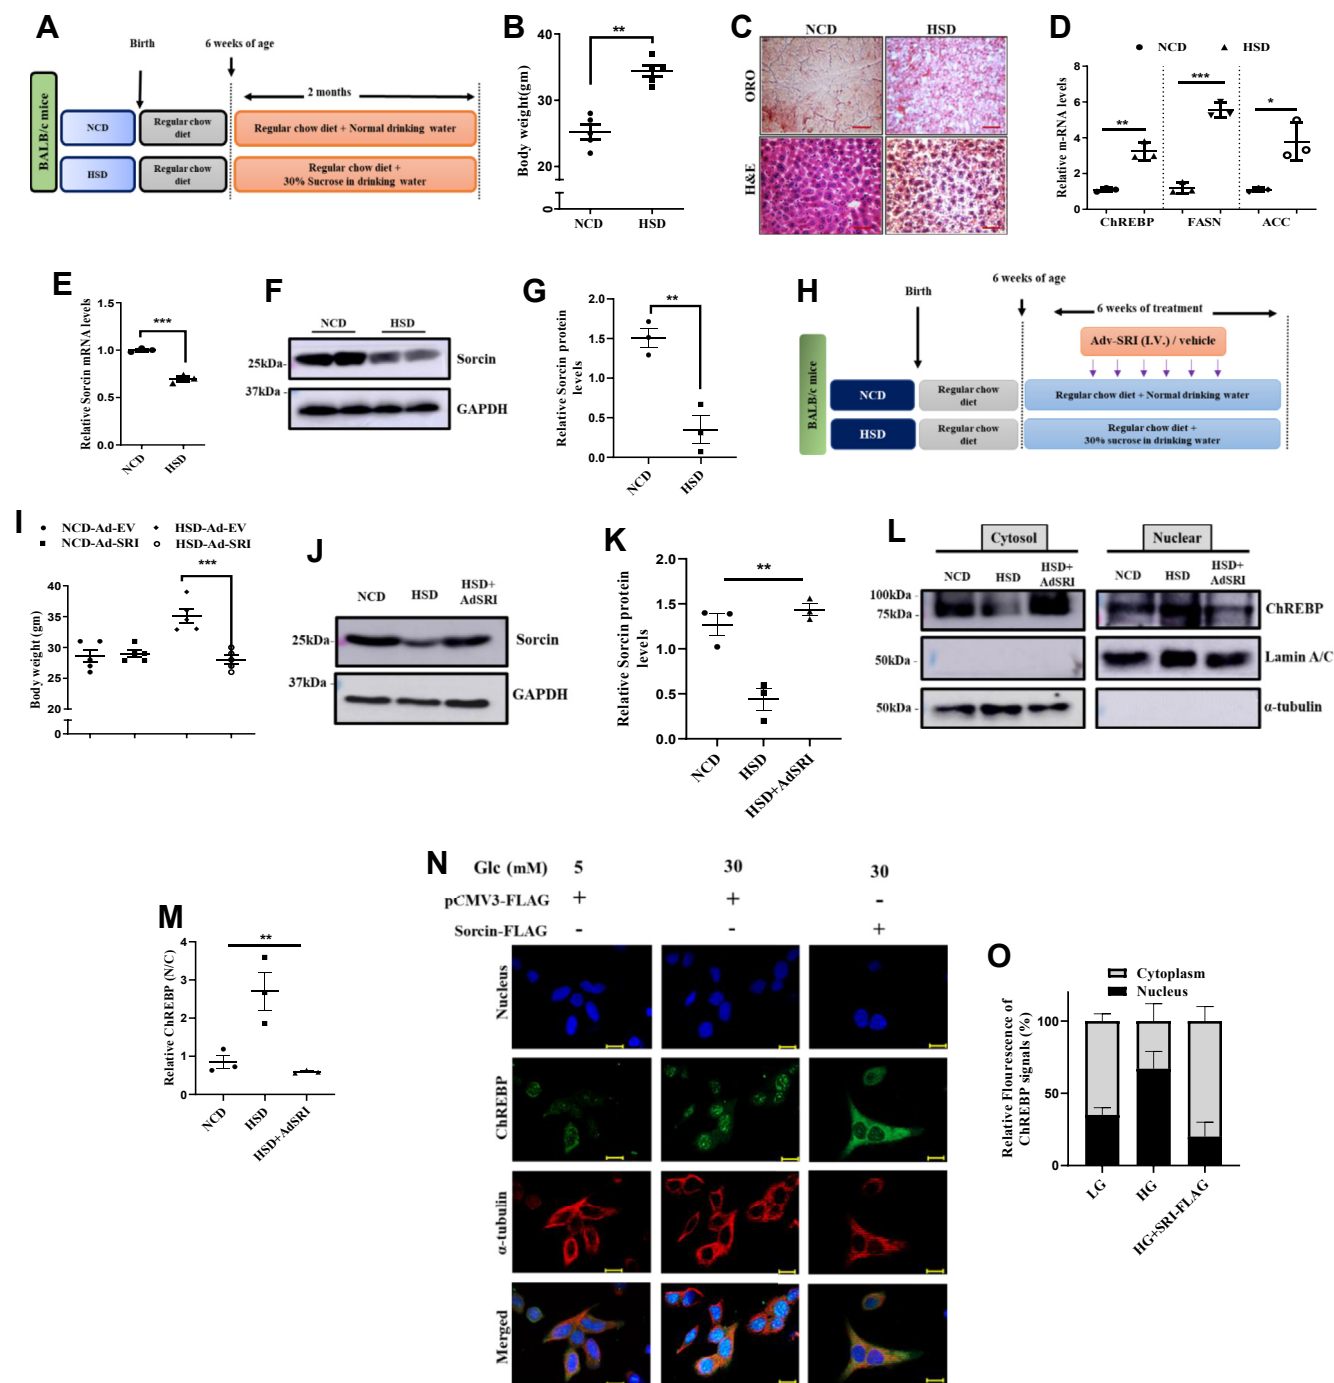 A
Birth
6 weeks of age
2 months
BALB/c mice
NCD
Regular chow
diet
Regular chow diet + Normal drinking water
HSD
Regular chow
diet
Regular chow diet +
30% Sucrose in drinking water
B
Body weight(gm)
40
30
20
0
**
NCD
HSD
C
NCD
HSD
ORO
H&E
D
NCD
HSD
Relative m-RNA levels
8
6
4
2
0
**
***
*
ChREBP
FASN
ACC
E
Relative Sorcin mRNA levels
1.5
1.0
0.5
0.0
***
NCD
HSD
F
NCD
HSD
25kDa-
Sorcin
37kDa -
GAPDH
G
Relative Sorcin protein
levels
2.0
1.5
1.0
0.5
0.0
**
NCD
HSD
H
Birth
6 weeks of age
6 weeks of treatment
Adv-SRI (I.V.) / vehicle
BALB/c mice
NCD
Regular chow
diet
Regular chow diet + Normal drinking water
HSD
Regular chow
diet
Regular chow diet +
30% sucrose in drinking water
I
NCD-Ad-EV
HSD-Ad-EV
NCD-Ad-SRI
HSD-Ad-SRI
Body weight (gm)
40
35
30
25
20
0
***
J
NCD
HSD
HSD+
AdSRI
25kDa-
Sorcin
37kDa -
GAPDH
K
Relative Sorcin protein
levels
2.0
1.5
1.0
0.5
0.0
**
NCD
HSD
HSD+AdSRI
L
Cytosol
Nuclear
NCD
HSD
HSD+
AdSRI
NCD
HSD
HSD+
AdSRI
100kDa-
75kDa-
ChREBP
50kDa-
Lamin A/C
50kDa -
α-tubulin
M
Relative ChREBP (N/C)
4
3
2
1
0
**
NCD
HSD
HSD+AdSRI
N
Glc (mM)
5
30
30
pCMV3-FLAG
+
+
-
Sorcin-FLAG
-
-
+
Nucleus
ChREBP
α-tubulin
Merged
O
Cytoplasm
Nucleus
Relative Flourescence of
ChREBP signals (%)
100
50
0
LG
HG
HG+SRI-FLAG